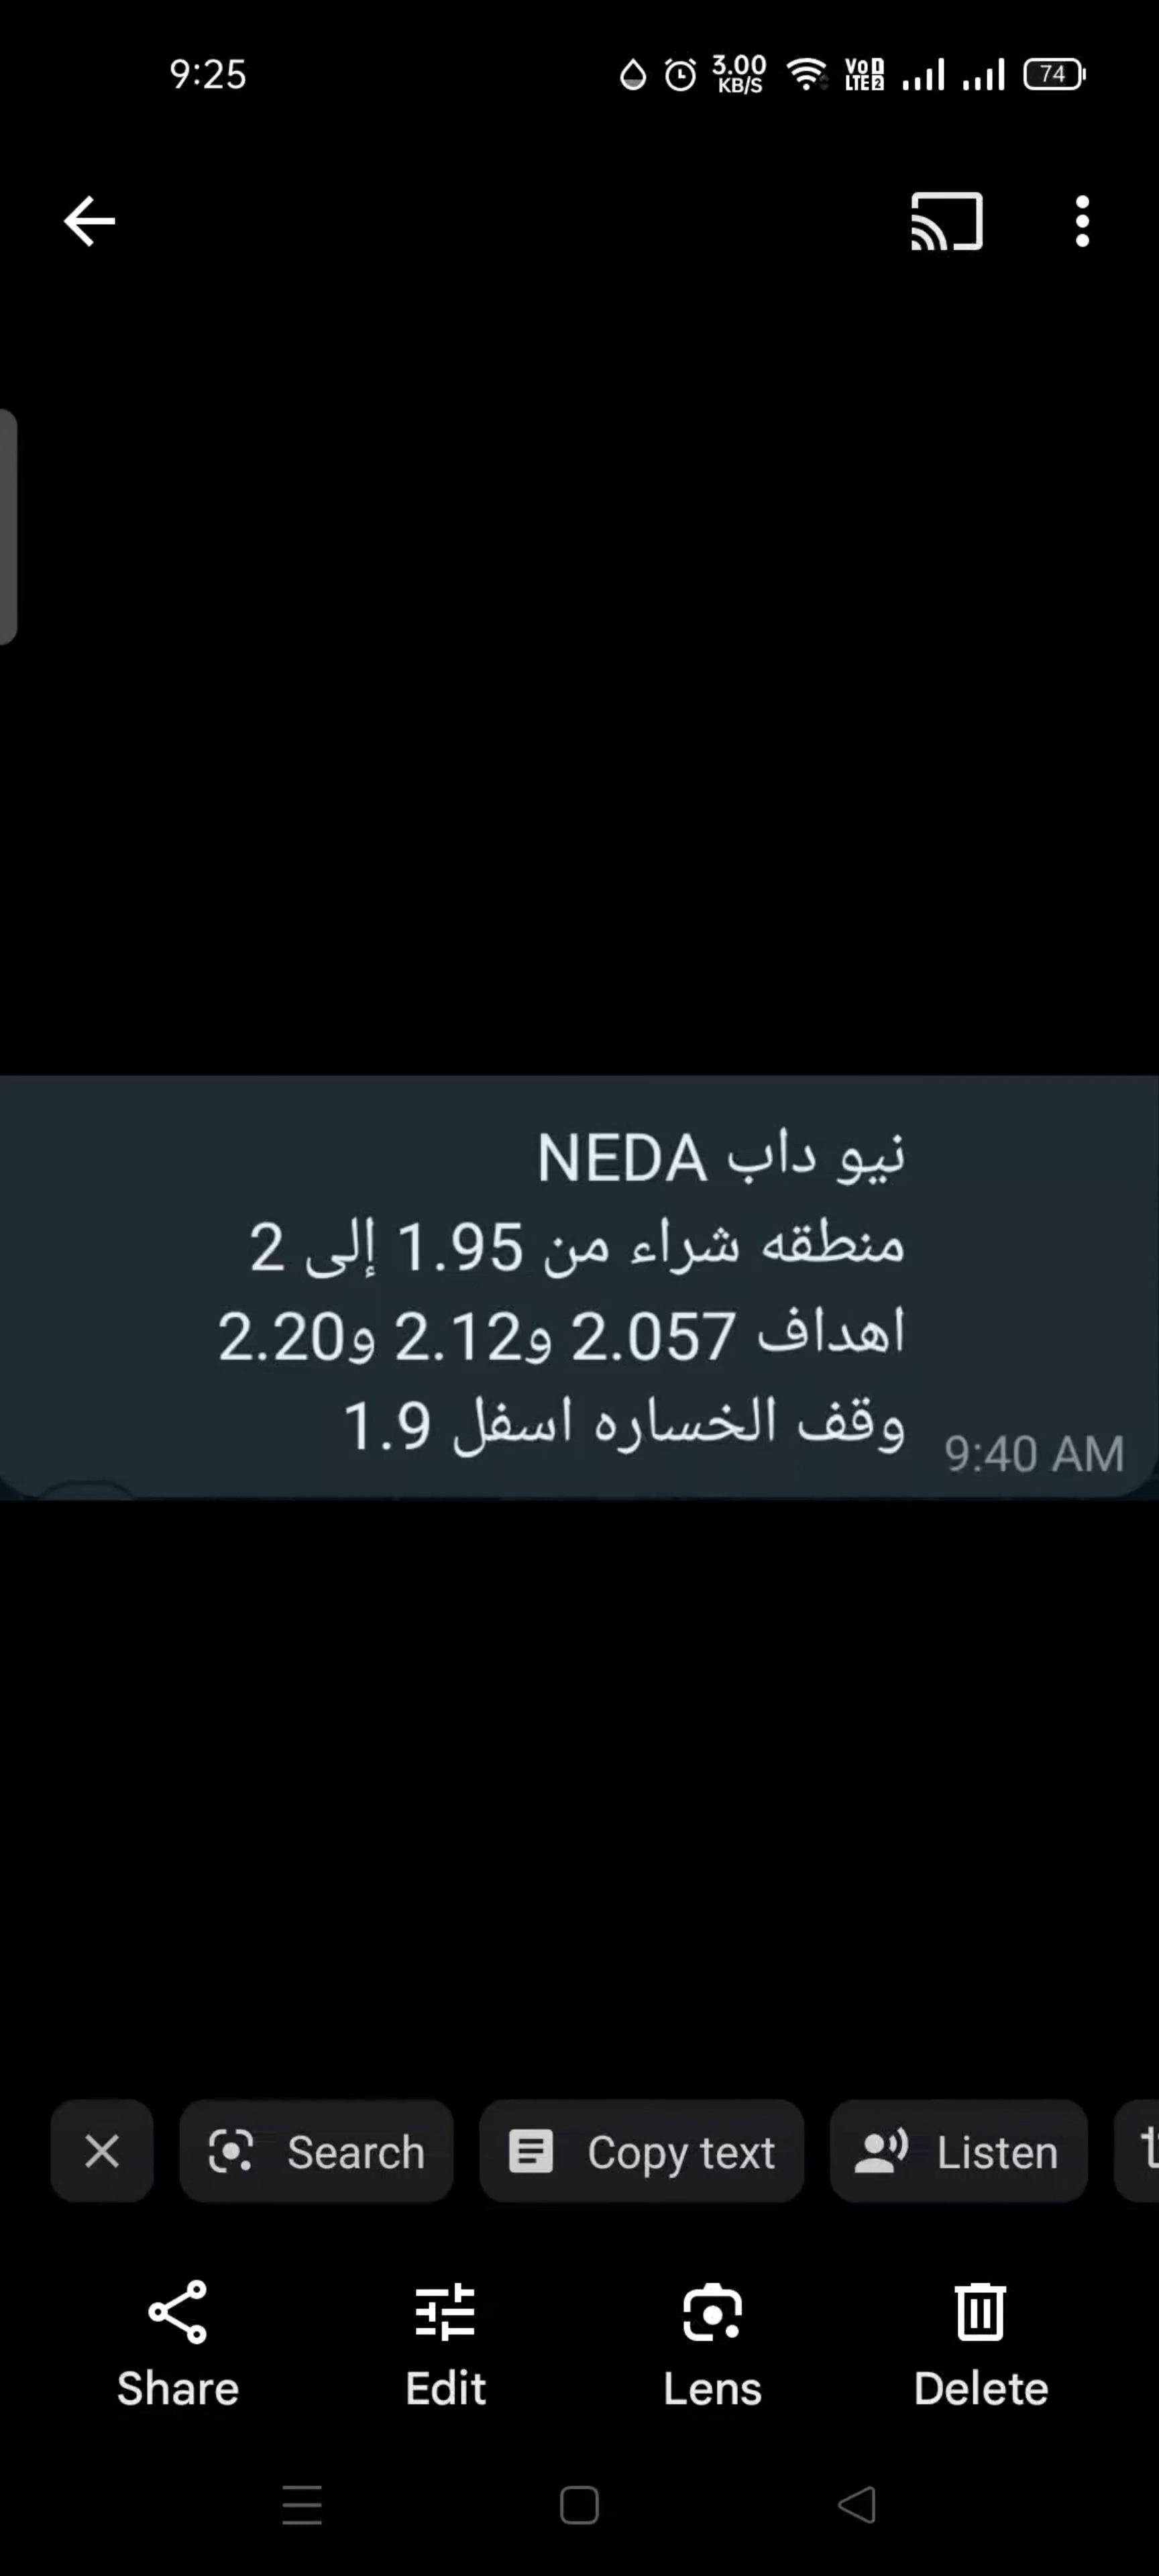 9:25
3.00
KB/S
VoD
LTE2
74
نيو داب NEDA
منطقه شراء من 1.95 إلى 2
اهداف 2.057 و2.12 و2.20
وقف الخساره اسفل 1.9
9:40 AM
Search
Copy text
Listen
Share
Edit
Lens
Delete